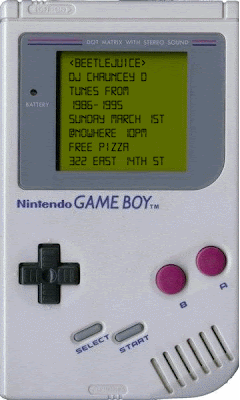 DOT MATRIX WITH STEREO SOUND
<BEETLEJUICE>
DJ CHAUNCEY D
TUNES FROM
1986-1995
SUNDAY MARCH 1ST
@NOWHERE 10PM
FREE PIZZA
322 EAST 14TH ST
BATTERY
Nintendo GAME BOY™
B A
SELECT START